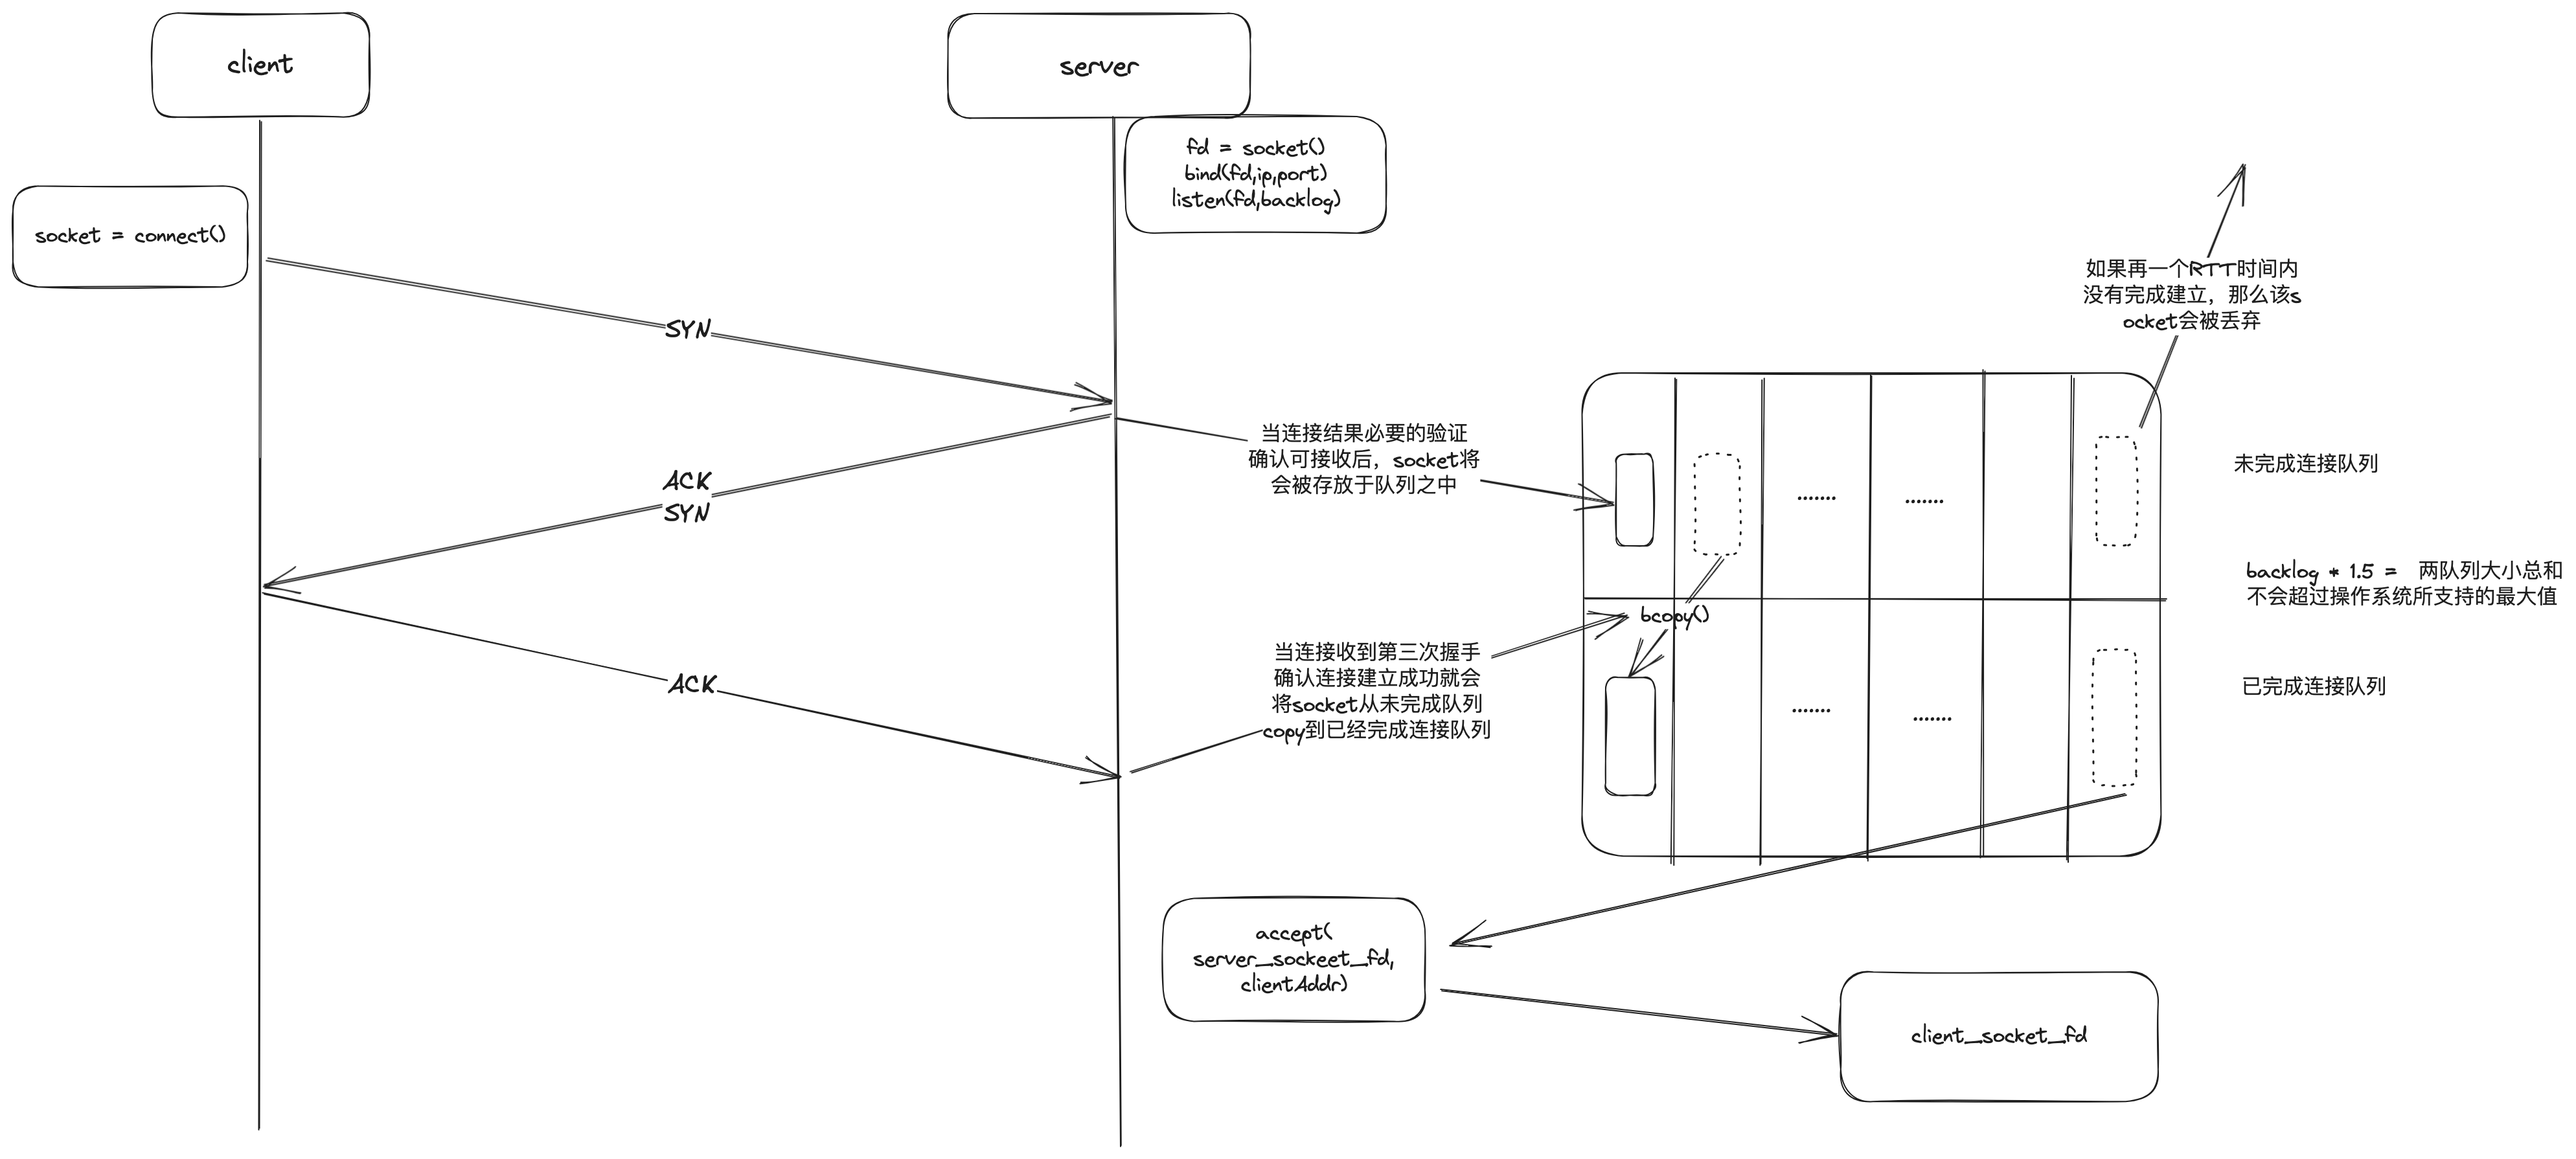 client
server
fd = socket()
bind(fd,ip,port)
listen(fd,backlog)
socket = connect()
如果再一个RTT时间内
没有完成建立，那么该s
ocket会被丢弃
SYN
当连接结果必要的验证
确认可接收后，socket将
会被存放于队列之中
未完成连接队列
ACK
SYN
.......
.......
backlog * 1.5 = 两队列大小总和
不会超过操作系统所支持的最大值
bcopy()
当连接收到第三次握手
确认连接建立成功就会
将socket从未完成队列
copy到已经完成连接队列
ACK
已完成连接队列
.......
.......
accept(
server_sockeet_fd,
clientAddr)
client_socket_fd